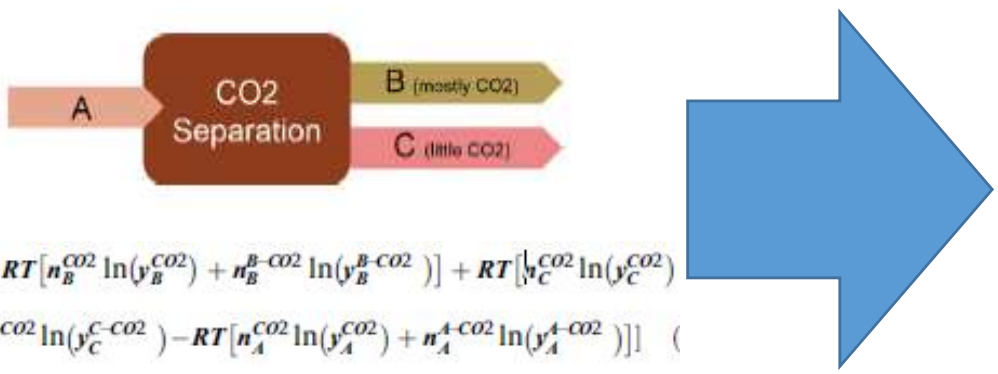 A
CO2
Separation
B (mostly CO2)
C (little CO2)
RT[n_B^{CO2} ln(y_B^{CO2}) + n_B^{B-CO2} ln(y_B^{B-CO2} )] + RT[n_C^{CO2} ln(y_C^{CO2})
^{CO2} ln(y_C^{C-CO2} )−RT[n_A^{CO2} ln(y_A^{CO2}) + n_A^{A-CO2} ln(y_A^{A-CO2} )]] (